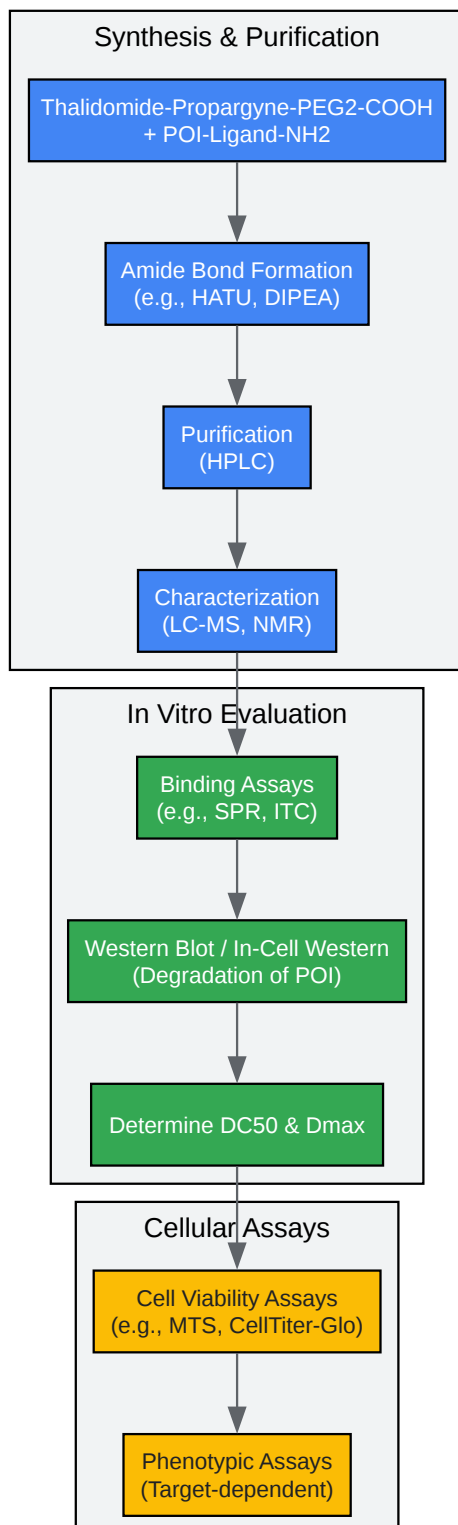 Synthesis & Purification
Thalidomide-Propargyne-PEG2-COOH
+ POI-Ligand-NH2
Amide Bond Formation
(e.g., HATU, DIPEA)
Purification
(HPLC)
Characterization
(LC-MS, NMR)
In Vitro Evaluation
Binding Assays
(e.g., SPR, ITC)
Western Blot / In-Cell Western
(Degradation of POI)
Determine DC50 & Dmax
Cellular Assays
Cell Viability Assays
(e.g., MTS, CellTiter-Glo)
Phenotypic Assays
(Target-dependent)